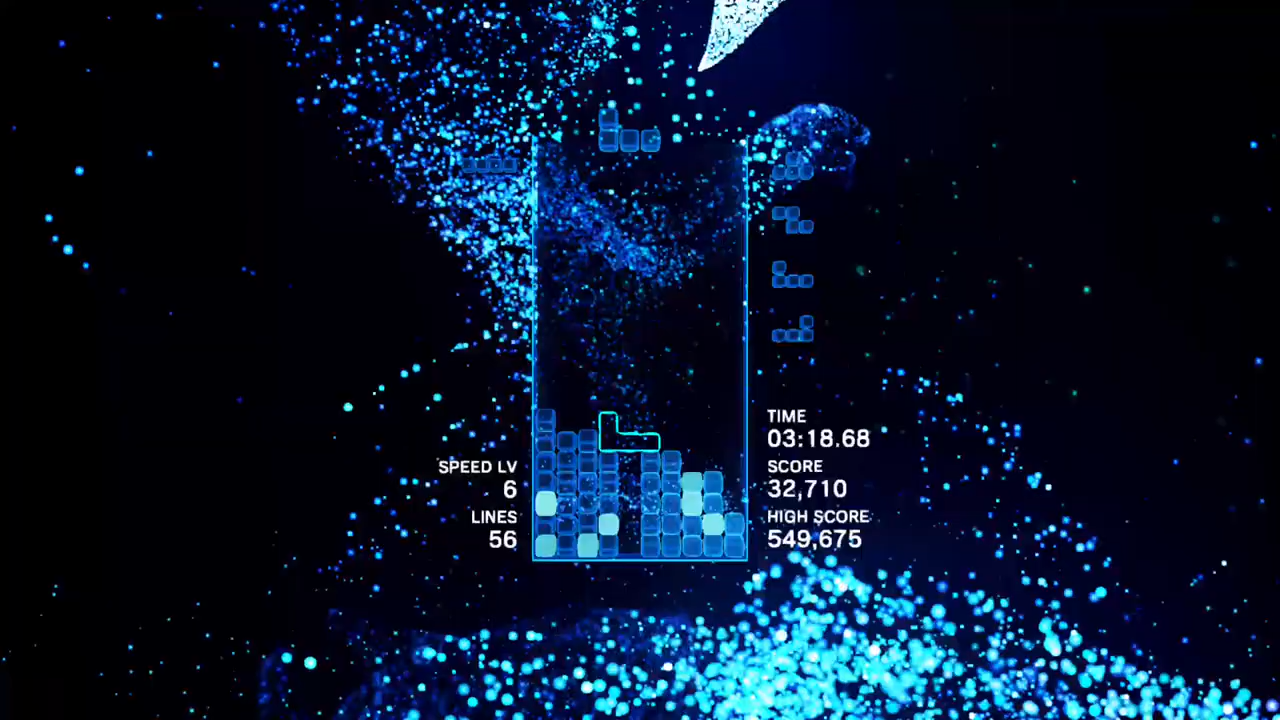 SPEED LV
6
LINES
56
TIME
03:18.68
SCORE
32,710
HIGH SCORE
549,675